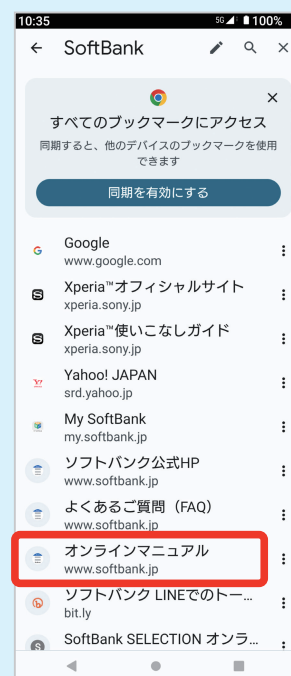 10:35 5G 100%
SoftBank
すべてのブックマークにアクセス
同期すると、他のデバイスのブックマークを使用
できます
同期を有効にする
Google
www.google.com
Xperia™オフィシャルサイト
xperia.sony.jp
Xperia™使いこなしガイド
xperia.sony.jp
Yahoo! JAPAN
srd.yahoo.jp
My SoftBank
my.softbank.jp
ソフトバンク公式HP
www.softbank.jp
よくあるご質問（FAQ）
www.softbank.jp
オンラインマニュアル
www.softbank.jp
ソフトバンク LINEでのトー...
bit.ly
S SoftBank SELECTION オンラ...